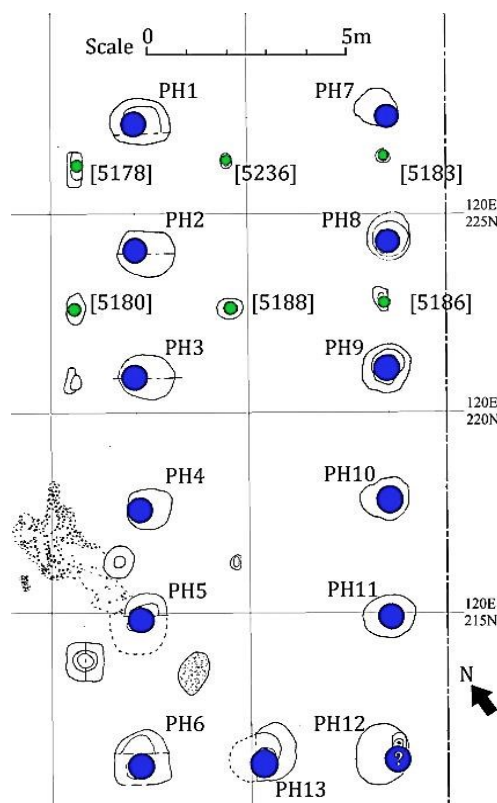 0 5m
Scale
PH1 PH7
[5178] [5236] [5183]
120E
225N
PH2 PH8
[5180] [5188] [5186]
PH3 PH9
120E
220N
PH4 PH10
PH5 PH11
120E
215N
N
PH6 PH12
?
PH13